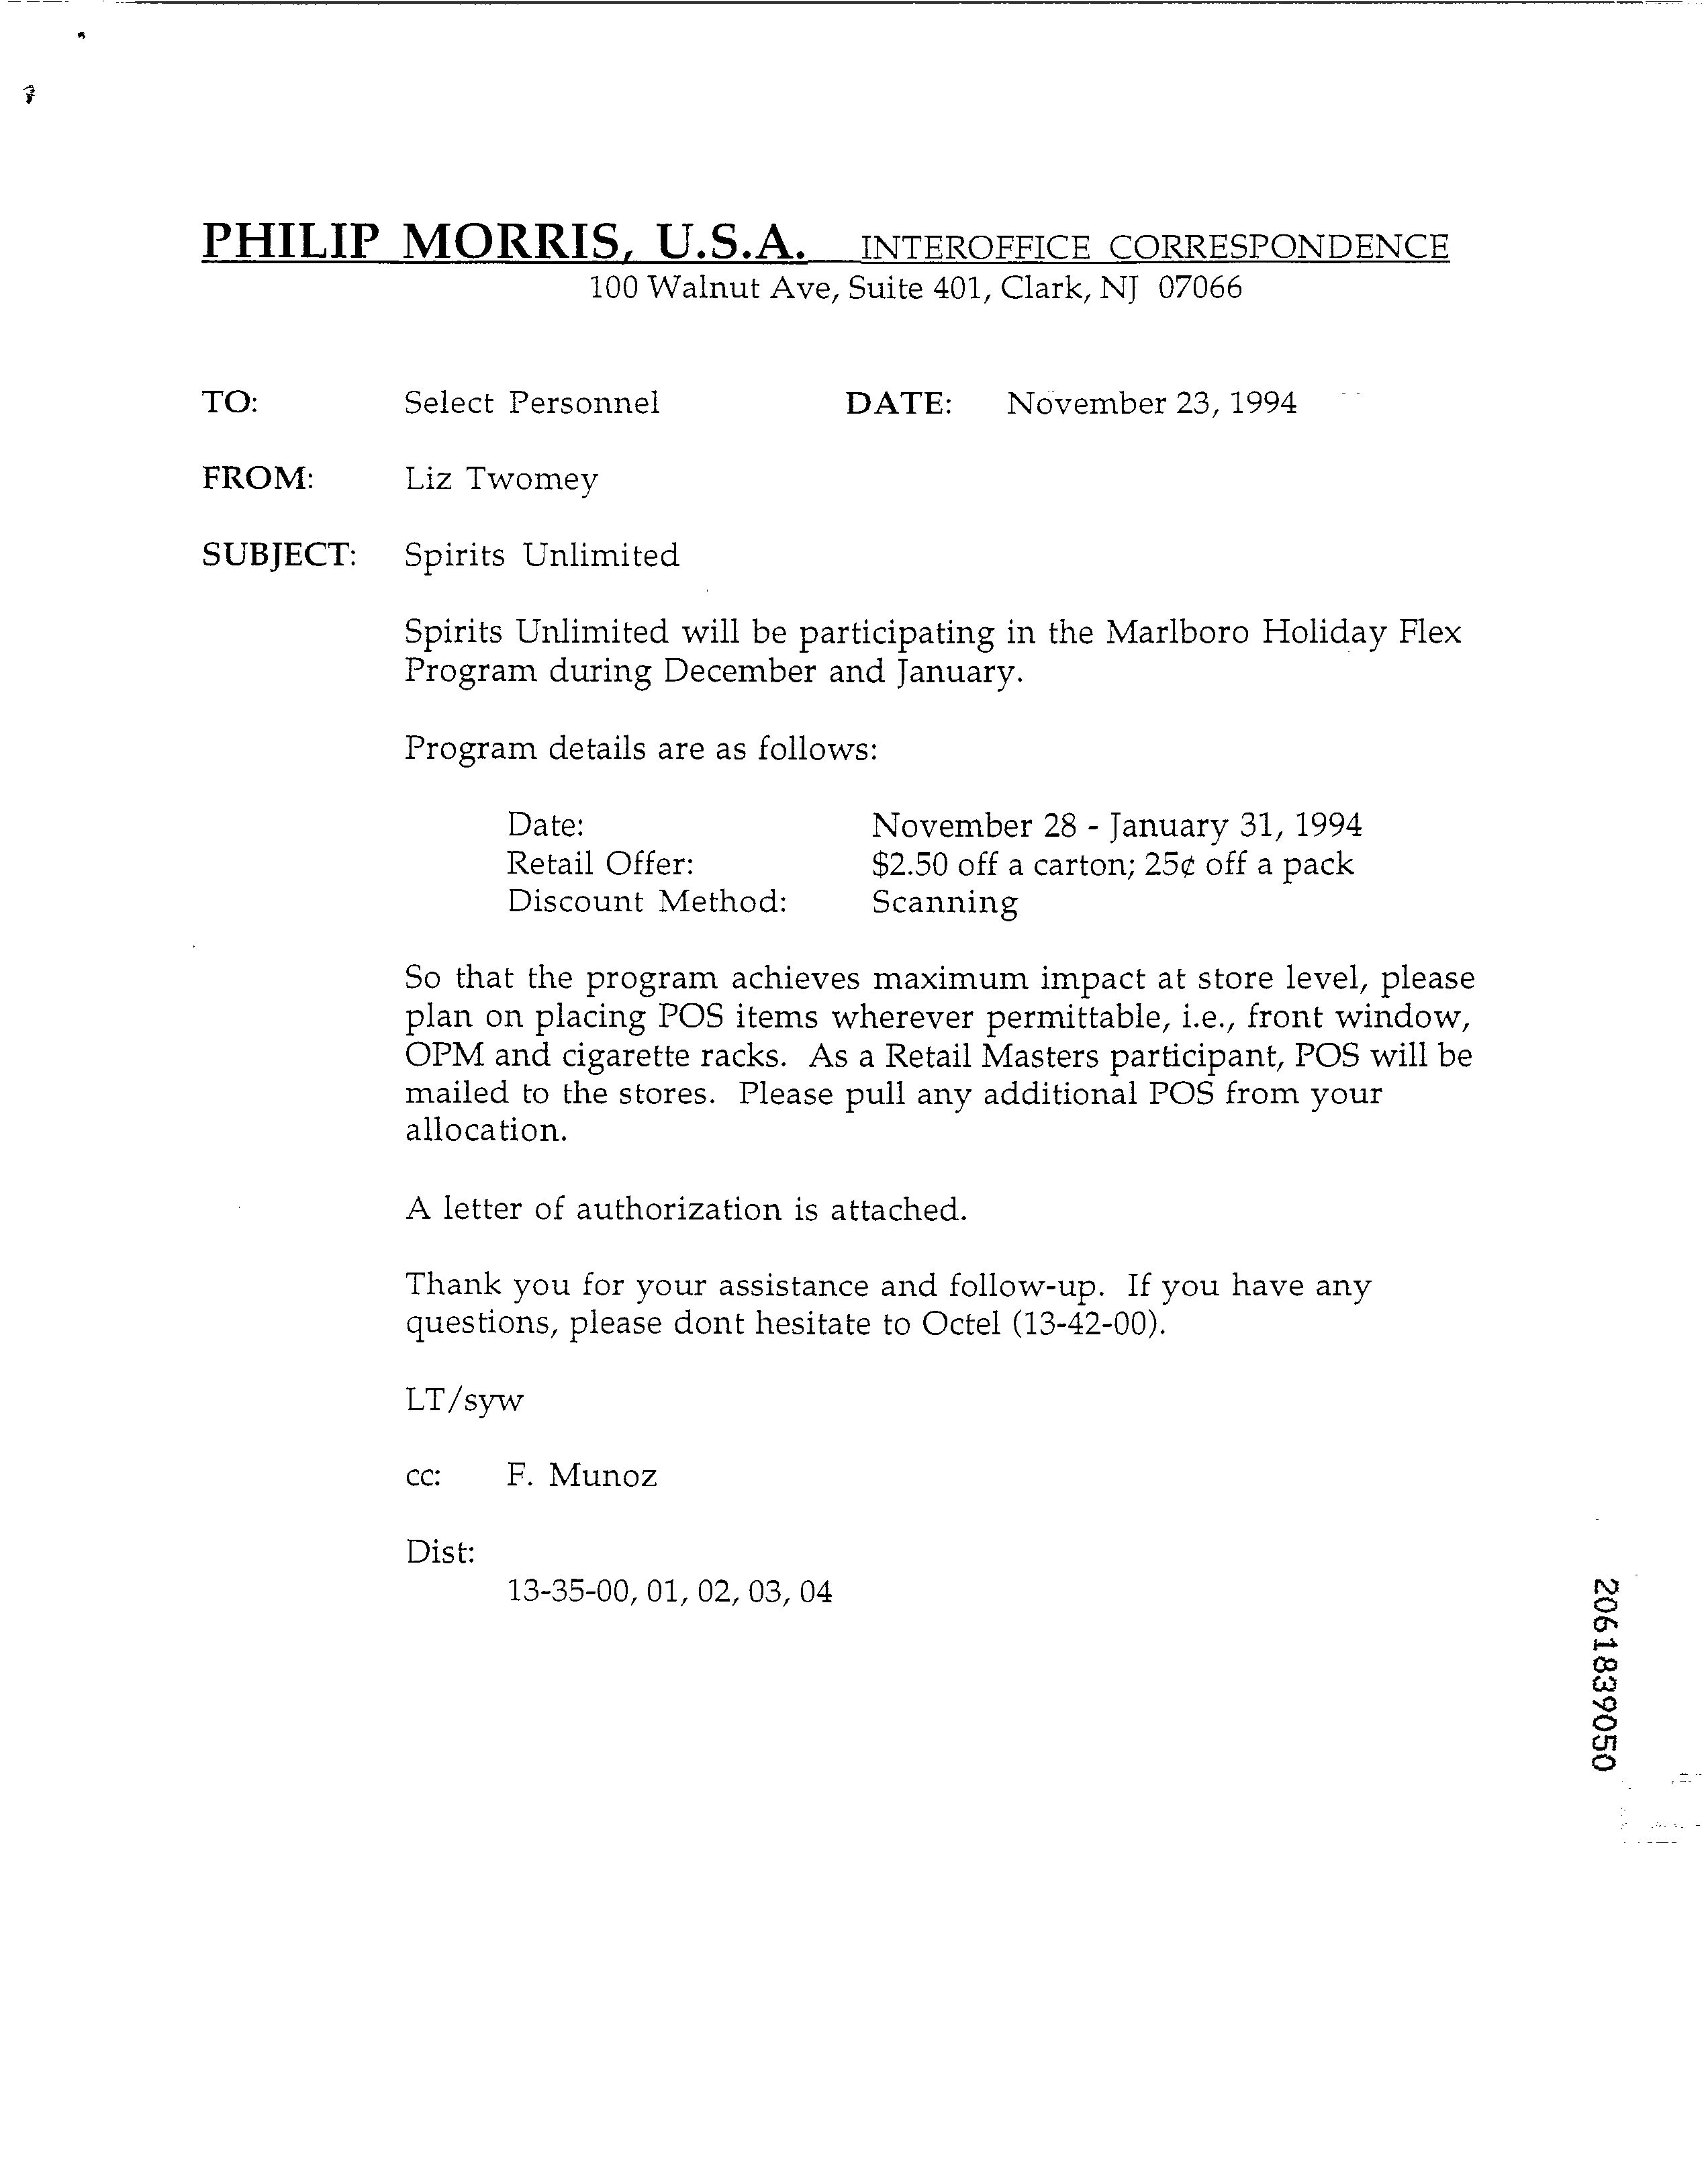 PHILIP MORRIS, U.S.A. INTEROFFICE CORRESPONDENCE
100 Walnut Ave, Suite 401, Clark, NJ 07066
TO: Select Personnel DATE: November 23, 1994
FROM: Liz Twomey
SUBJECT: Spirits Unlimited
Spirits Unlimited will be participating in the Marlboro Holiday Flex
Program during December and January.
Program details are as follows:
Date: November 28 - January 31, 1994
Retail Offer: $2.50 off a carton; 25¢ off a pack
Discount Method: Scanning
So that the program achieves maximum impact at store level, please
plan on placing POS items wherever permittable, i.e., front window,
OPM and cigarette racks. As a Retail Masters participant, POS will be
mailed to the stores. Please pull any additional POS from your
allocation.
A letter of authorization is attached.
Thank you for your assistance and follow-up. If you have any
questions, please dont hesitate to Octel (13-42-00).
LT/syw
cc: F. Munoz
Dist:
13-35-00, 01, 02, 03, 04
2061839050